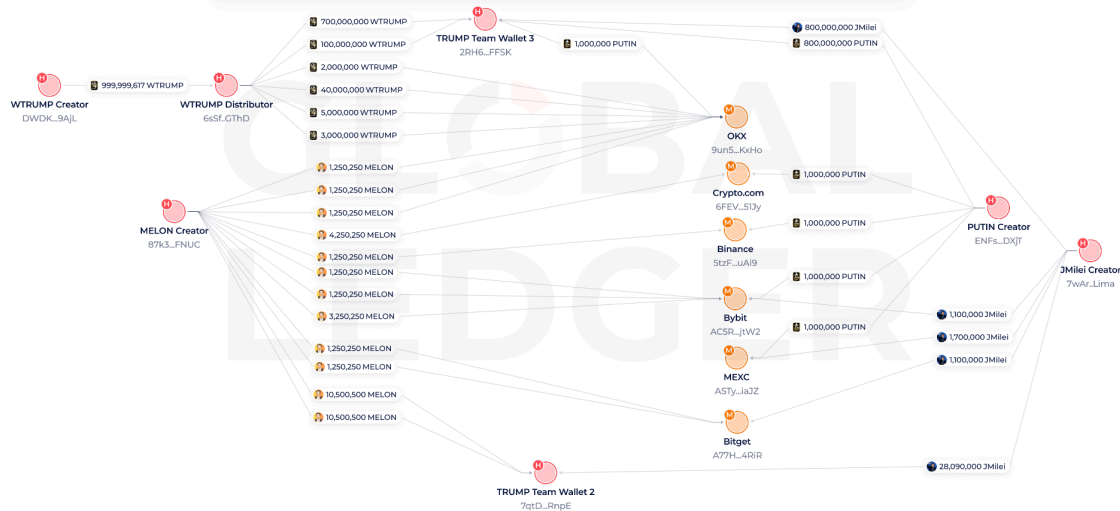 700,000,000 WTRUMP
H
TRUMP Team Wallet 3
2RH6...FFSK
800,000,000 JMilei
800,000,000 PUTIN
100,000,000 WTRUMP
1,000,000 PUTIN
2,000,000 WTRUMP
H
WTRUMP Creator
DWDK...9AjL
999,999,617 WTRUMP
H
WTRUMP Distributor
6sSf..GThD
40,000,000 WTRUMP
5,000,000 WTRUMP
3,000,000 WTRUMP
M
OKX
9un5...KxHo
1,250,250 MELON
1,250,250 MELON
1,250,250 MELON
4,250,250 MELON
1,250,250 MELON
1,250,250 MELON
1,250,250 MELON
3,250,250 MELON
1,250,250 MELON
1,250,250 MELON
10,500,500 MELON
10,500,500 MELON
H
MELON Creator
87k3...FNUC
M
Crypto.com
6FEV...51Jy
1,000,000 PUTIN
M
Binance
5tzF...uAi9
1,000,000 PUTIN
H
PUTIN Creator
ENFs...DXjT
H
JMilei Creator
7wAr..Lima
M
Bybit
AC5R...jtW2
1,000,000 PUTIN
1,100,000 JMilei
1,000,000 PUTIN
1,700,000 JMilei
M
MEXC
ASTy...iaJZ
1,100,000 JMilei
M
Bitget
A77H...4RiR
28,090,000 JMilei
H
TRUMP Team Wallet 2
7qtD...RnpE
GLOBAL
LEDGER